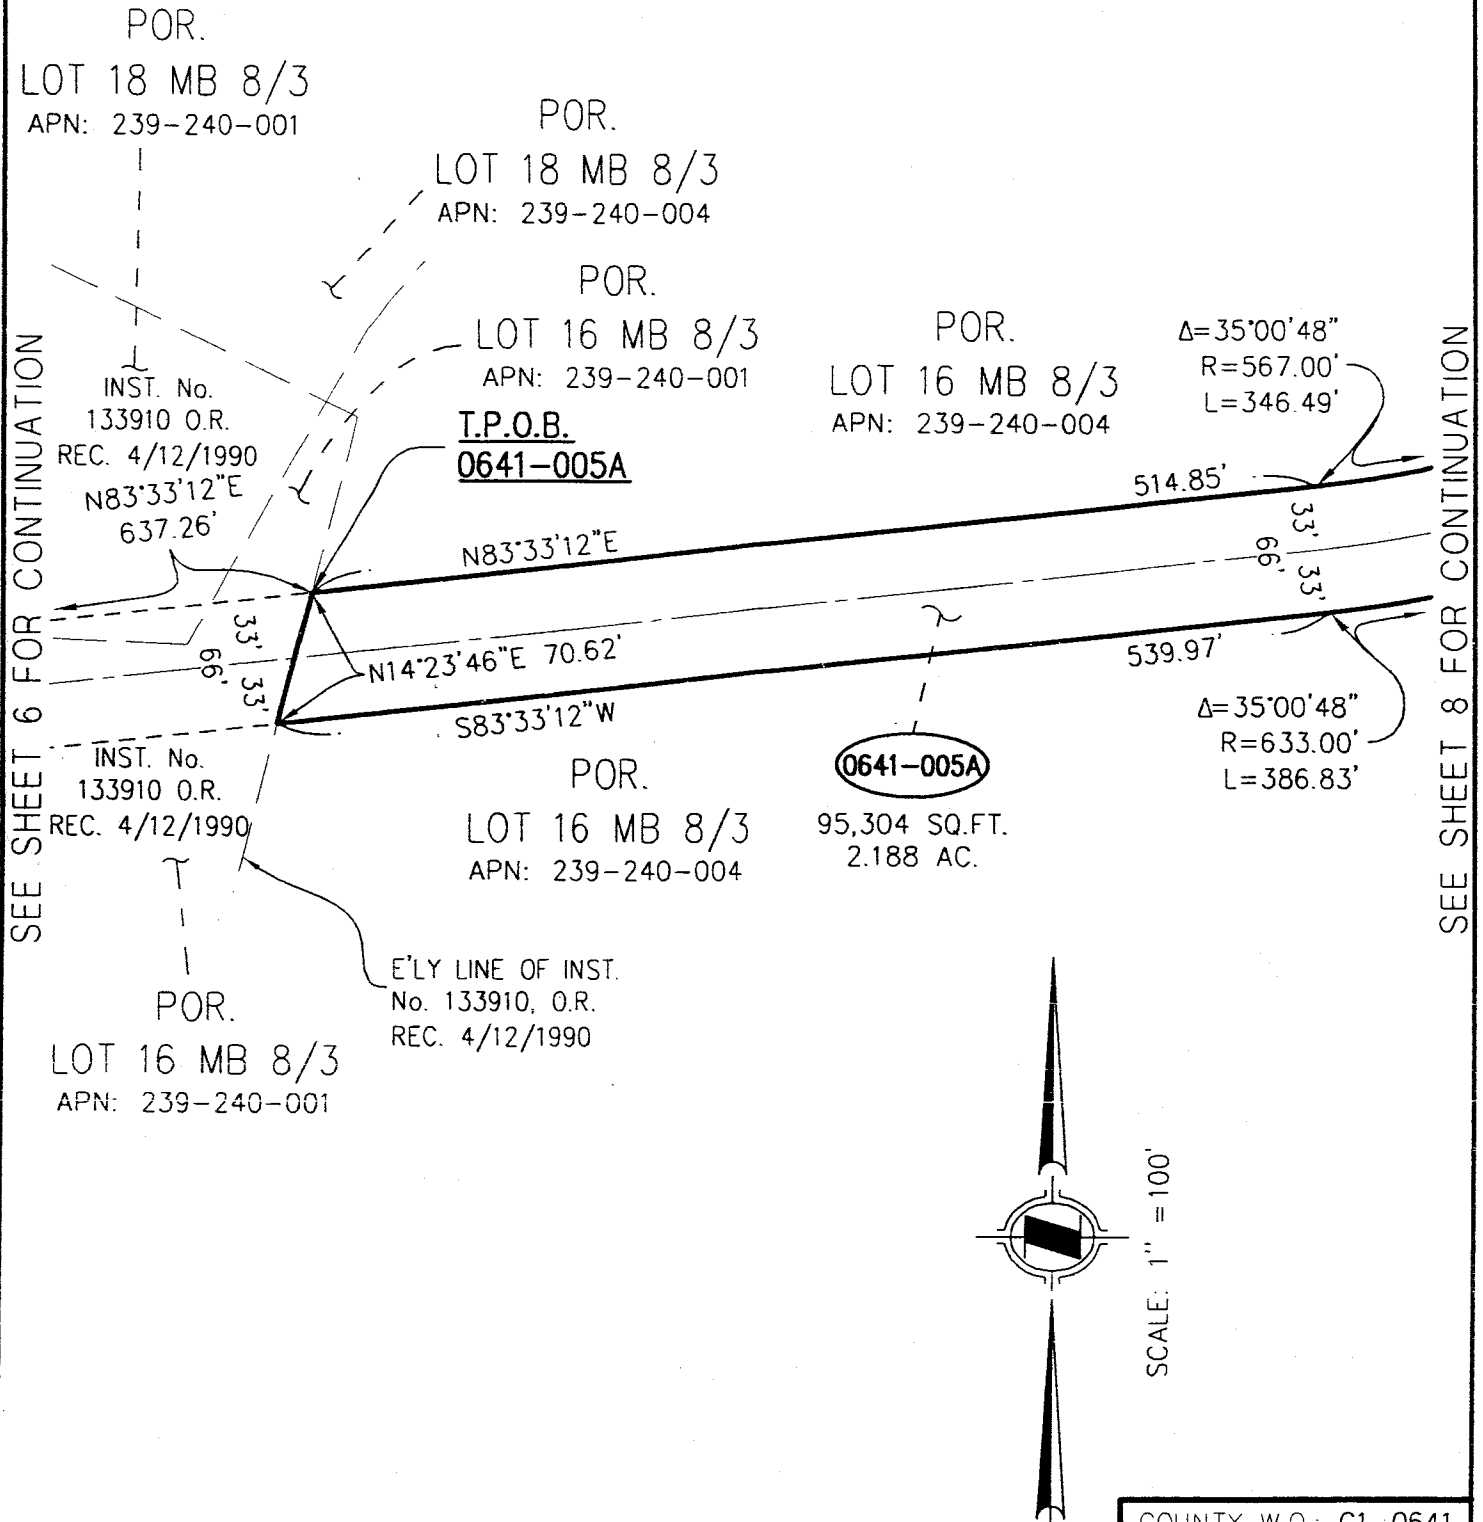 POR.
LOT 18 MB 8/3
APN: 239-240-001
POR.
LOT 18 MB 8/3
APN: 239-240-004
POR.
LOT 16 MB 8/3
APN: 239-240-001
POR.
LOT 16 MB 8/3
APN: 239-240-004
Δ=35°00'48"
R=567.00'
L=346.49'
SEE SHEET 6 FOR CONTINUATION
SEE SHEET 8 FOR CONTINUATION
INST. No.
133910 O.R.
REC. 4/12/1990
N83°33'12"E
637.26'
T.P.O.B.
0641-005A
N83°33'12"E
514.85'
33'
66'
33'
33'
66'
33'
N14°23'46"E 70.62'
S83°33'12"W
539.97'
Δ=35°00'48"
R=633.00'
L=386.83'
INST. No.
133910 O.R.
REC. 4/12/1990
POR.
LOT 16 MB 8/3
APN: 239-240-004
0641-005A
95,304 SQ.FT.
2.188 AC.
E'LY LINE OF INST.
No. 133910, O.R.
REC. 4/12/1990
POR.
LOT 16 MB 8/3
APN: 239-240-001
SCALE: 1" =100'
COUNTY W.O.: C1-0641